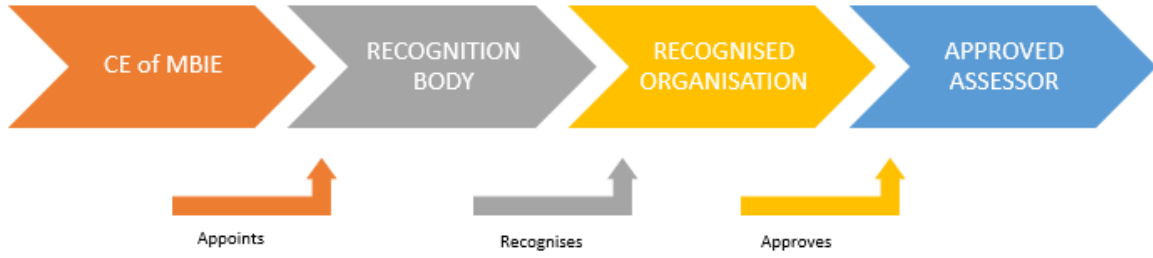 CE of MBIE
RECOGNITION
BODY
RECOGNISED
ORGANISATION
APPROVED
ASSESSOR
Appoints
Recognises
Approves